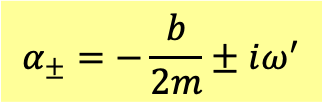 α± = − b/2m ± iω′